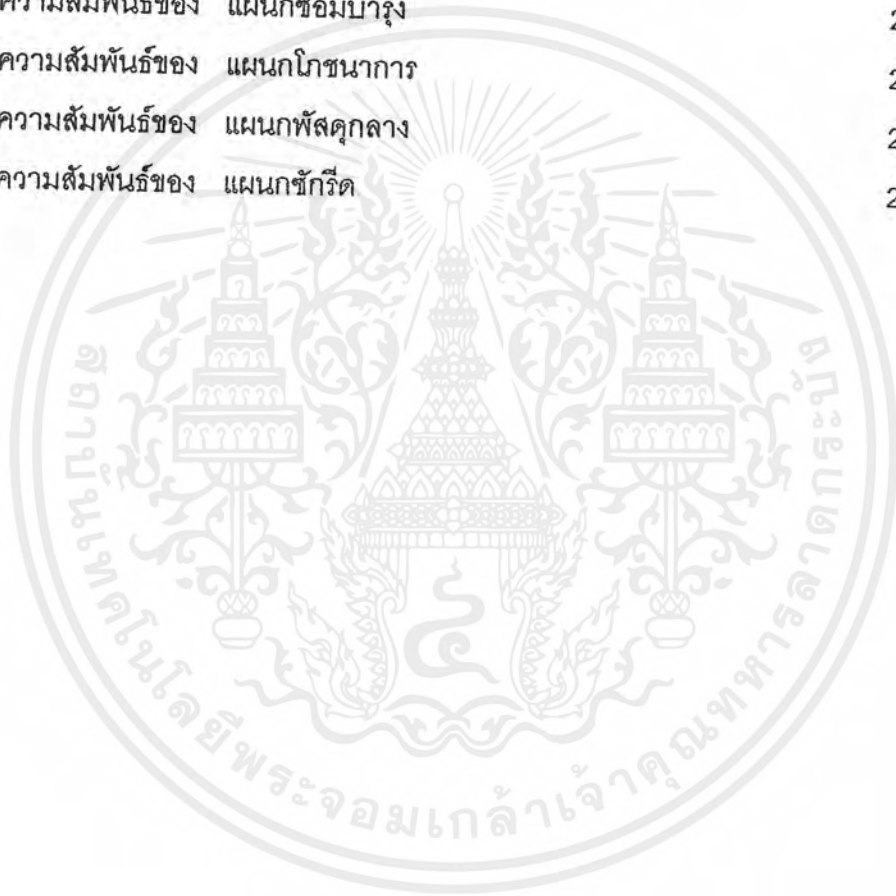 ความสัมพันธ์ของ แผนกซ่อมบำรุง 2
ความสัมพันธ์ของ แผนกโภชนาการ 2
ความสัมพันธ์ของ แผนกพัสดุกลาง 2
ความสัมพันธ์ของ แผนกซักรีด 2
สถาบันเทคโนโลยีพระจอมเกล้าเจ้าคุณทหารลาดกระบัง
๔